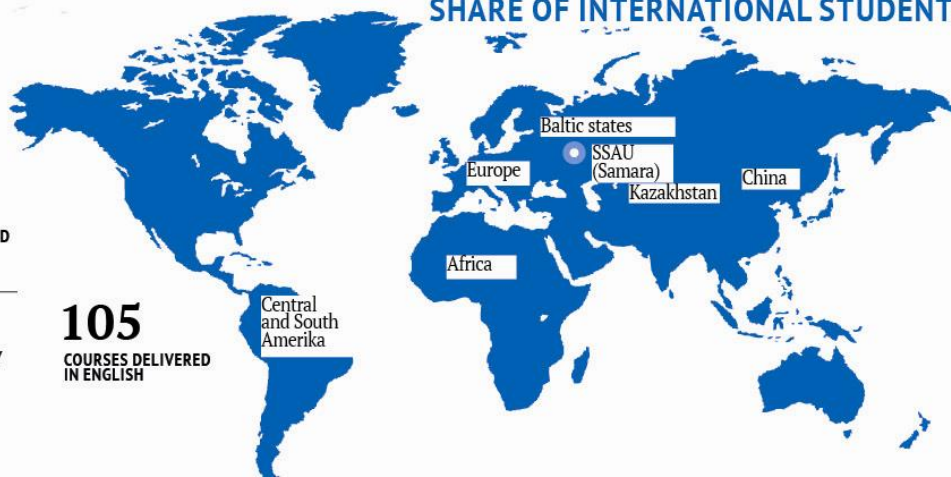 SHARE OF INTERNATIONAL STUDENT
Baltic states
SSAU
(Samara)
Europe
China
Kazakhstan
D
Africa
Central
and South
Amerika
105
COURSES DELIVERED
IN ENGLISH